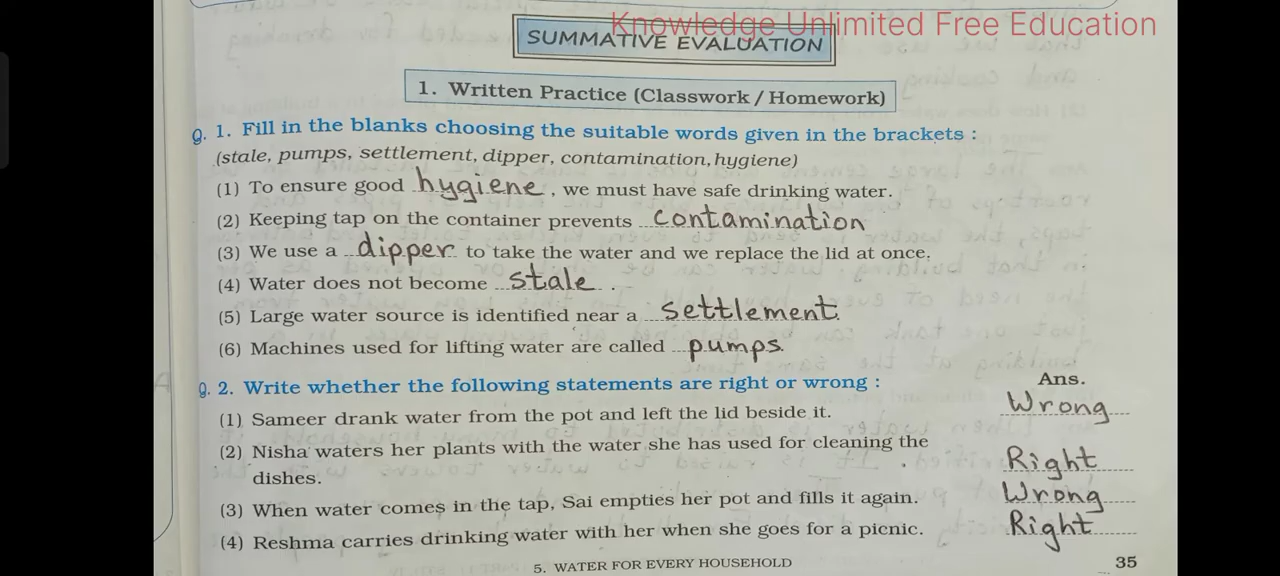 Knowledge Unlimited Free Education
SUMMATIVE EVALUATION
1. Written Practice (Classwork / Homework)
Q. 1. Fill in the blanks choosing the suitable words given in the brackets :
(stale, pumps, settlement, dipper, contamination, hygiene)
(1) To ensure good hygiene, we must have safe drinking water.
(2) Keeping tap on the container prevents contamination
(3) We use a dipper to take the water and we replace the lid at once.
(4) Water does not become stale.
(5) Large water source is identified near a settlement.
(6) Machines used for lifting water are called pumps.
Q. 2. Write whether the following statements are right or wrong : Ans.
(1) Sameer drank water from the pot and left the lid beside it. Wrong
(2) Nisha waters her plants with the water she has used for cleaning the
dishes. Right
(3) When water comes in the tap, Sai empties her pot and fills it again. Wrong
(4) Reshma carries drinking water with her when she goes for a picnic. Right
5. WATER FOR EVERY HOUSEHOLD 35